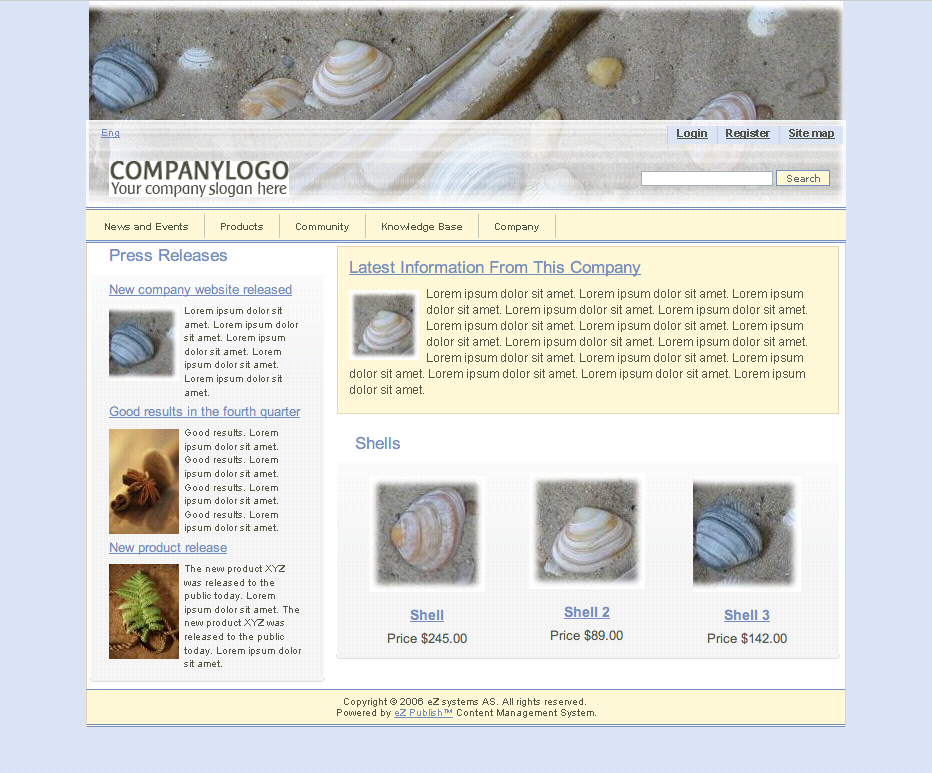 Eng
Login Register Site map
COMPANYLOGO
Your company slogan here
Search
News and Events Products Community Knowledge Base Company
Press Releases
New company website released
Lorem ipsum dolor sit
amet. Lorem ipsum dolor
sit amet. Lorem ipsum
dolor sit amet. Lorem
ipsum dolor sit amet.
Lorem ipsum dolor sit
amet.
Good results in the fourth quarter
Good results. Lorem
ipsum dolor sit amet.
Good results. Lorem
ipsum dolor sit amet.
Good results. Lorem
ipsum dolor sit amet.
Good results. Lorem
ipsum dolor sit amet.
New product release
The new product XYZ
was released to the
public today. Lorem
ipsum dolor sit amet. The
new product XYZ was
released to the public
today. Lorem ipsum dolor
sit amet.
Latest Information From This Company
Lorem ipsum dolor sit amet. Lorem ipsum dolor sit amet. Lorem ipsum
dolor sit amet. Lorem ipsum dolor sit amet. Lorem ipsum dolor sit amet.
Lorem ipsum dolor sit amet. Lorem ipsum dolor sit amet. Lorem ipsum
dolor sit amet. Lorem ipsum dolor sit amet. Lorem ipsum dolor sit amet.
Lorem ipsum dolor sit amet. Lorem ipsum dolor sit amet. Lorem ipsum
dolor sit amet. Lorem ipsum dolor sit amet. Lorem ipsum dolor sit amet. Lorem ipsum
dolor sit amet.
Shells
Shell Shell 2 Shell 3
Price $245.00 Price $89.00 Price $142.00
Copyright © 2006 eZ systems AS. All rights reserved.
Powered by eZ Publish™ Content Management System.